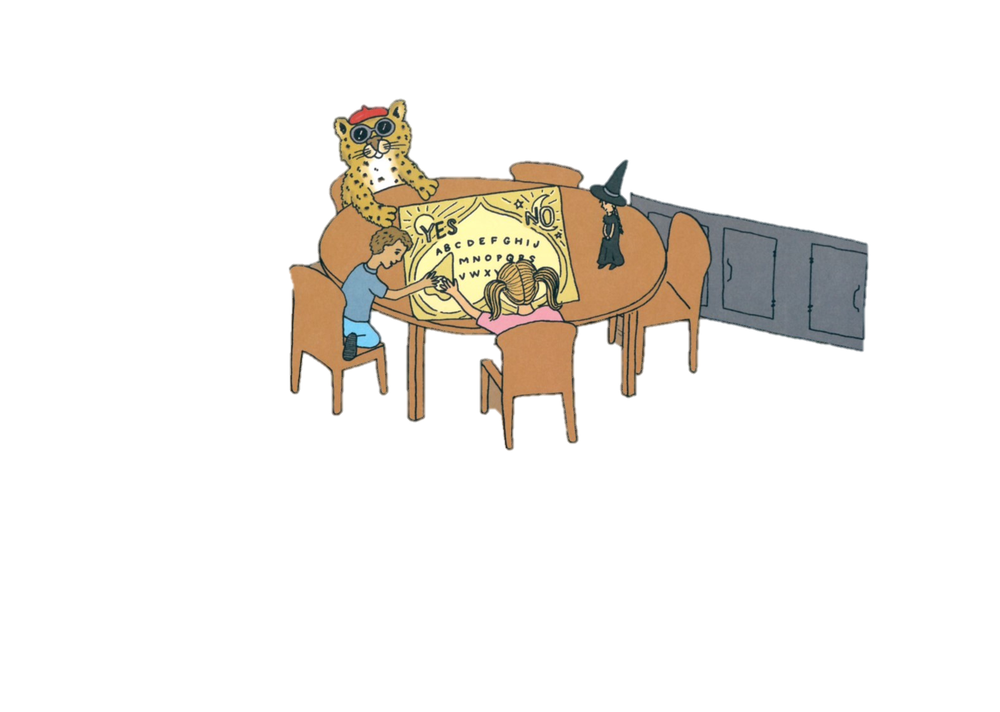 YES
NO
ABCDEFGHIJ
MNOPQRS
VWXY